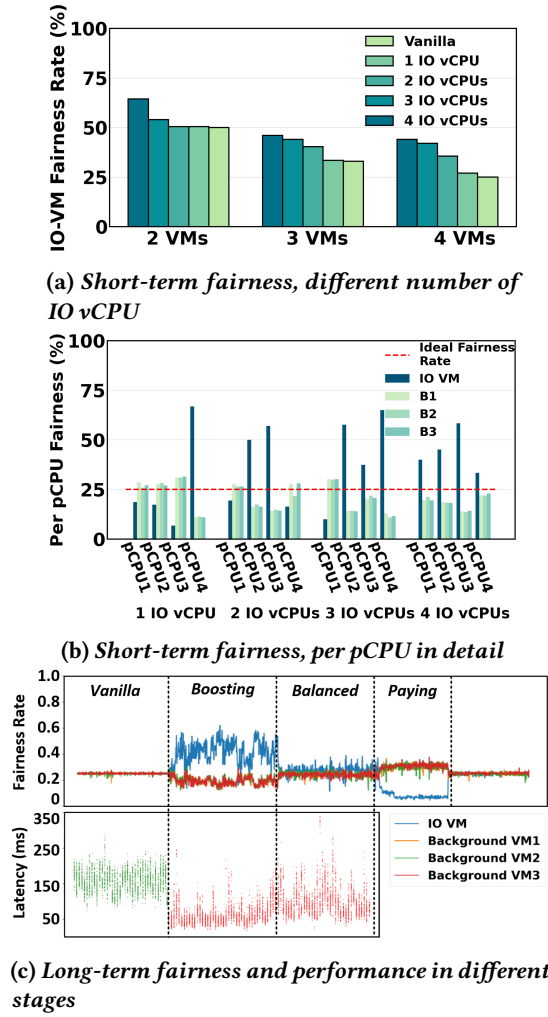 IO-VM Fairness Rate (%)
100
75
50
25
0
Vanilla
1 IO vCPU
2 IO vCPUs
3 IO vCPUs
4 IO vCPUs
2 VMs 3 VMs 4 VMs
(a) Short-term fairness, different number of
IO vCPU
Per pCPU Fairness (%)
100
75
50
25
0
Ideal Fairness
Rate
IO VM
B1
B2
B3
pCPU1 pCPU2 pCPU3 pCPU4 pCPU1 pCPU2 pCPU3 pCPU4 pCPU1 pCPU2 pCPU3 pCPU4 pCPU1 pCPU2 pCPU3 pCPU4
1 IO vCPU 2 IO vCPUs 3 IO vCPUs 4 IO vCPUs
(b) Short-term fairness, per pCPU in detail
Fairness Rate
1.0
0.8
0.6
0.4
0.2
0
Vanilla Boosting Balanced Paying
Latency (ms)
350
250
150
50
IO VM
Background VM1
Background VM2
Background VM3
(c) Long-term fairness and performance in different
stages